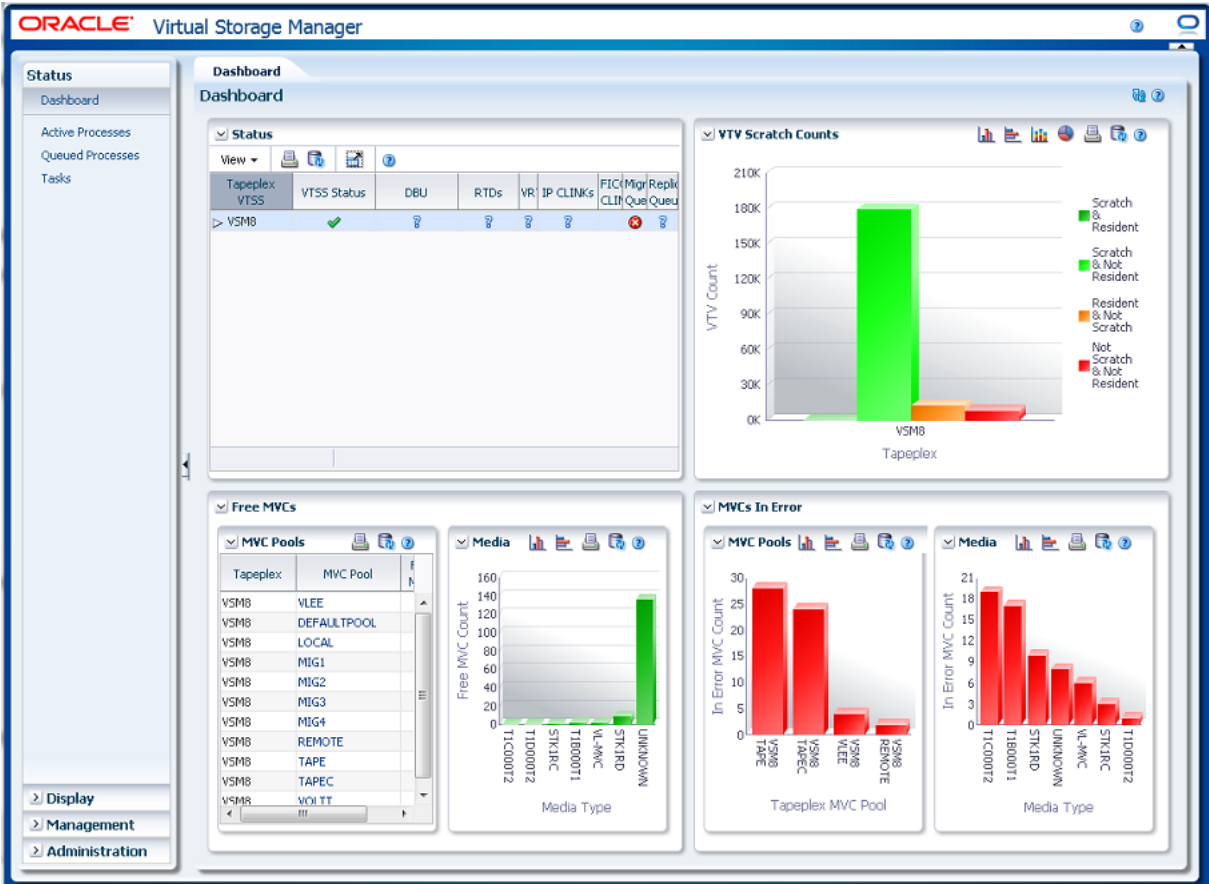 ORACLE Virtual Storage Manager
Status
Dashboard
Active Processes
Queued Processes
Tasks
Display
Management
Administration
Dashboard
Dashboard
Status
View
Tapeplex
VTSS
VTSS Status
DBU
RTDs
IP CLINKs
VSM8
VTV Scratch Counts
210K
180K
150K
120K
90K
60K
30K
0K
VTV Count
VSM8
Tapeplex
Scratch
&
Resident
Scratch
& Not
Resident
Resident
& Not
Scratch
Not
Scratch
& Not
Resident
Free MVCs
MVC Pools
Tapeplex MVC Pool
VSM8 VLEE
VSM8 DEFAULTPOOL
VSM8 LOCAL
VSM8 MIG1
VSM8 MIG2
VSM8 MIG3
VSM8 MIG4
VSM8 REMOTE
VSM8 TAPE
VSM8 TAPEC
VSM8 VOLTT
Media
160
140
120
100
80
60
40
20
0
Free MVC Count
T1C000T2
T1D000T2
STK1RC
T1B000T1
VL-MVC
STK1RD
UNKNOWN
Media Type
MVCs In Error
MVC Pools
30
25
20
15
10
5
0
In Error MVC Count
VSM8
TAPE
VSM8
TAPEC
VSM8
VLEE
VSM8
REMOTE
Tapeplex MVC Pool
Media
21
18
15
12
9
6
3
0
In Error MVC Count
T1C000T2
T1B000T1
STK1RD
UNKNOWN
VL-MVC
STK1RC
T1D000T2
Media Type